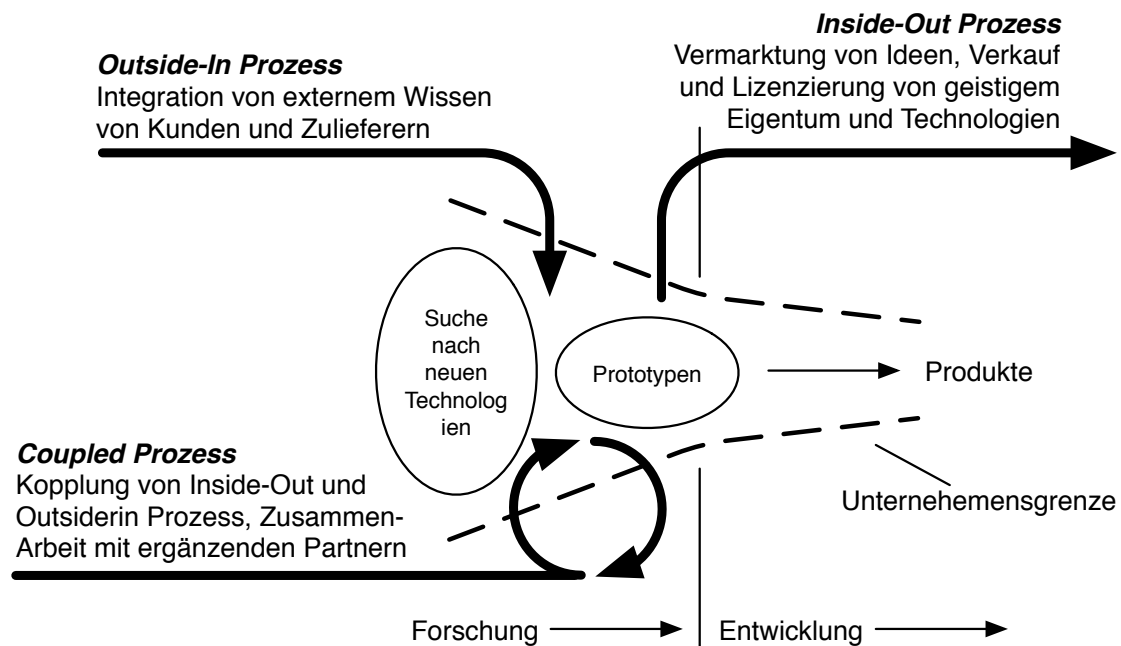 Inside-Out Prozess
Vermarktung von Ideen, Verkauf
und Lizenzierung von geistigem
Eigentum und Technologien
Outside-In Prozess
Integration von externem Wissen
von Kunden und Zulieferern
Suche
nach
neuen
Technolog
ien
Prototypen
Produkte
Coupled Prozess
Kopplung von Inside-Out und
Outsiderin Prozess, Zusammen-
Arbeit mit ergänzenden Partnern
Unternehemensgrenze
Forschung
Entwicklung